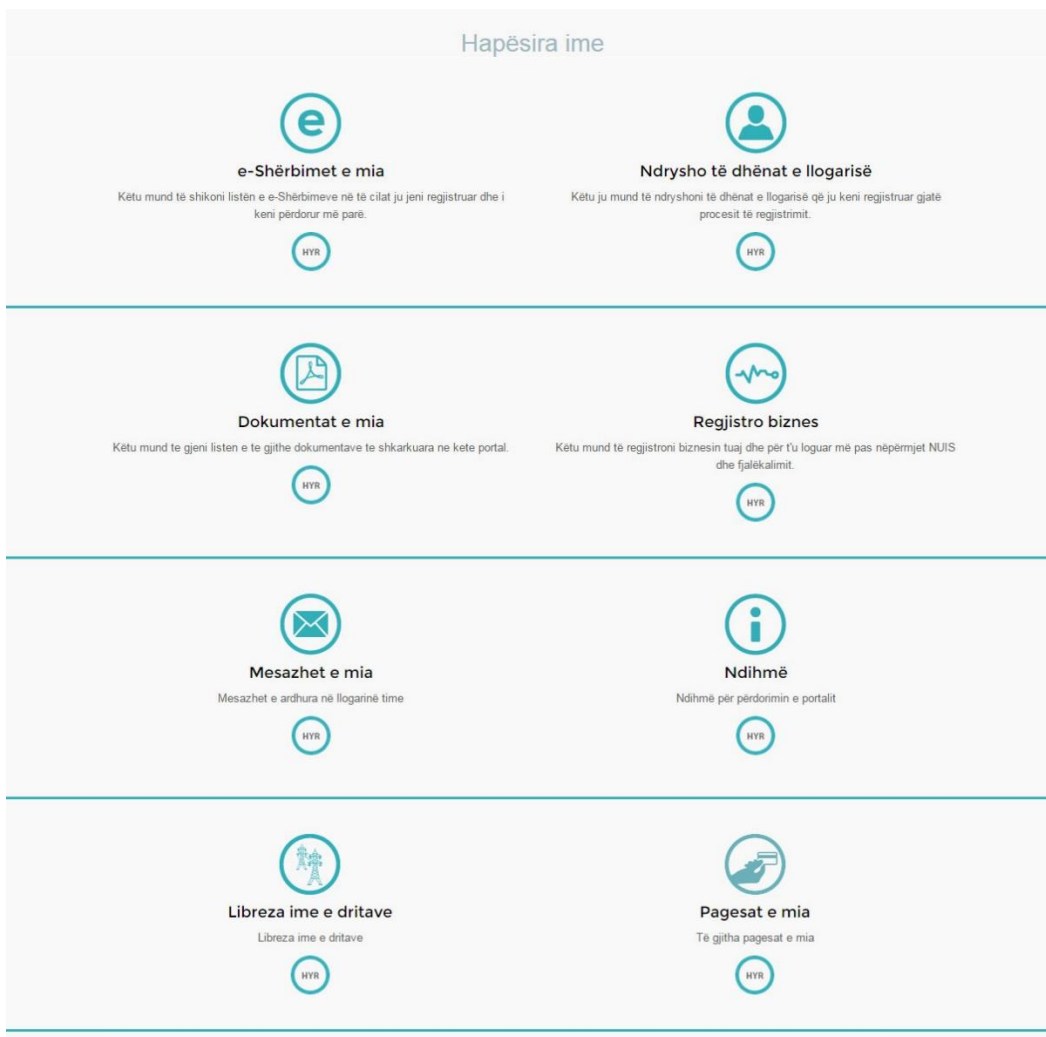 Hapësira ime
e
e-Shërbimet e mia
Këtu mund të shikoni listën e e-Shërbimeve në të cilat ju jeni regjistruar dhe i
keni përdorur më parë.
HYR
Ndrysho të dhënat e llogarisë
Këtu ju mund të ndryshoni të dhënat e llogarisë që ju keni regjistruar gjatë
procesit të regjistrimit.
HYR
Dokumentat e mia
Këtu mund te gjeni listen e te gjithe dokumentave te shkarkuara ne kete portal.
HYR
Regjistro biznes
Këtu mund të regjistroni biznesin tuaj dhe për t'u loguar më pas nëpërmjet NUIS
dhe fjalëkalimit.
HYR
Mesazhet e mia
Mesazhet e ardhura në llogarinë time
HYR
i
Ndihmë
Ndihmë për përdorimin e portalit
HYR
Libreza ime e dritave
Libreza ime e dritave
HYR
Pagesat e mia
Të gjitha pagesat e mia
HYR